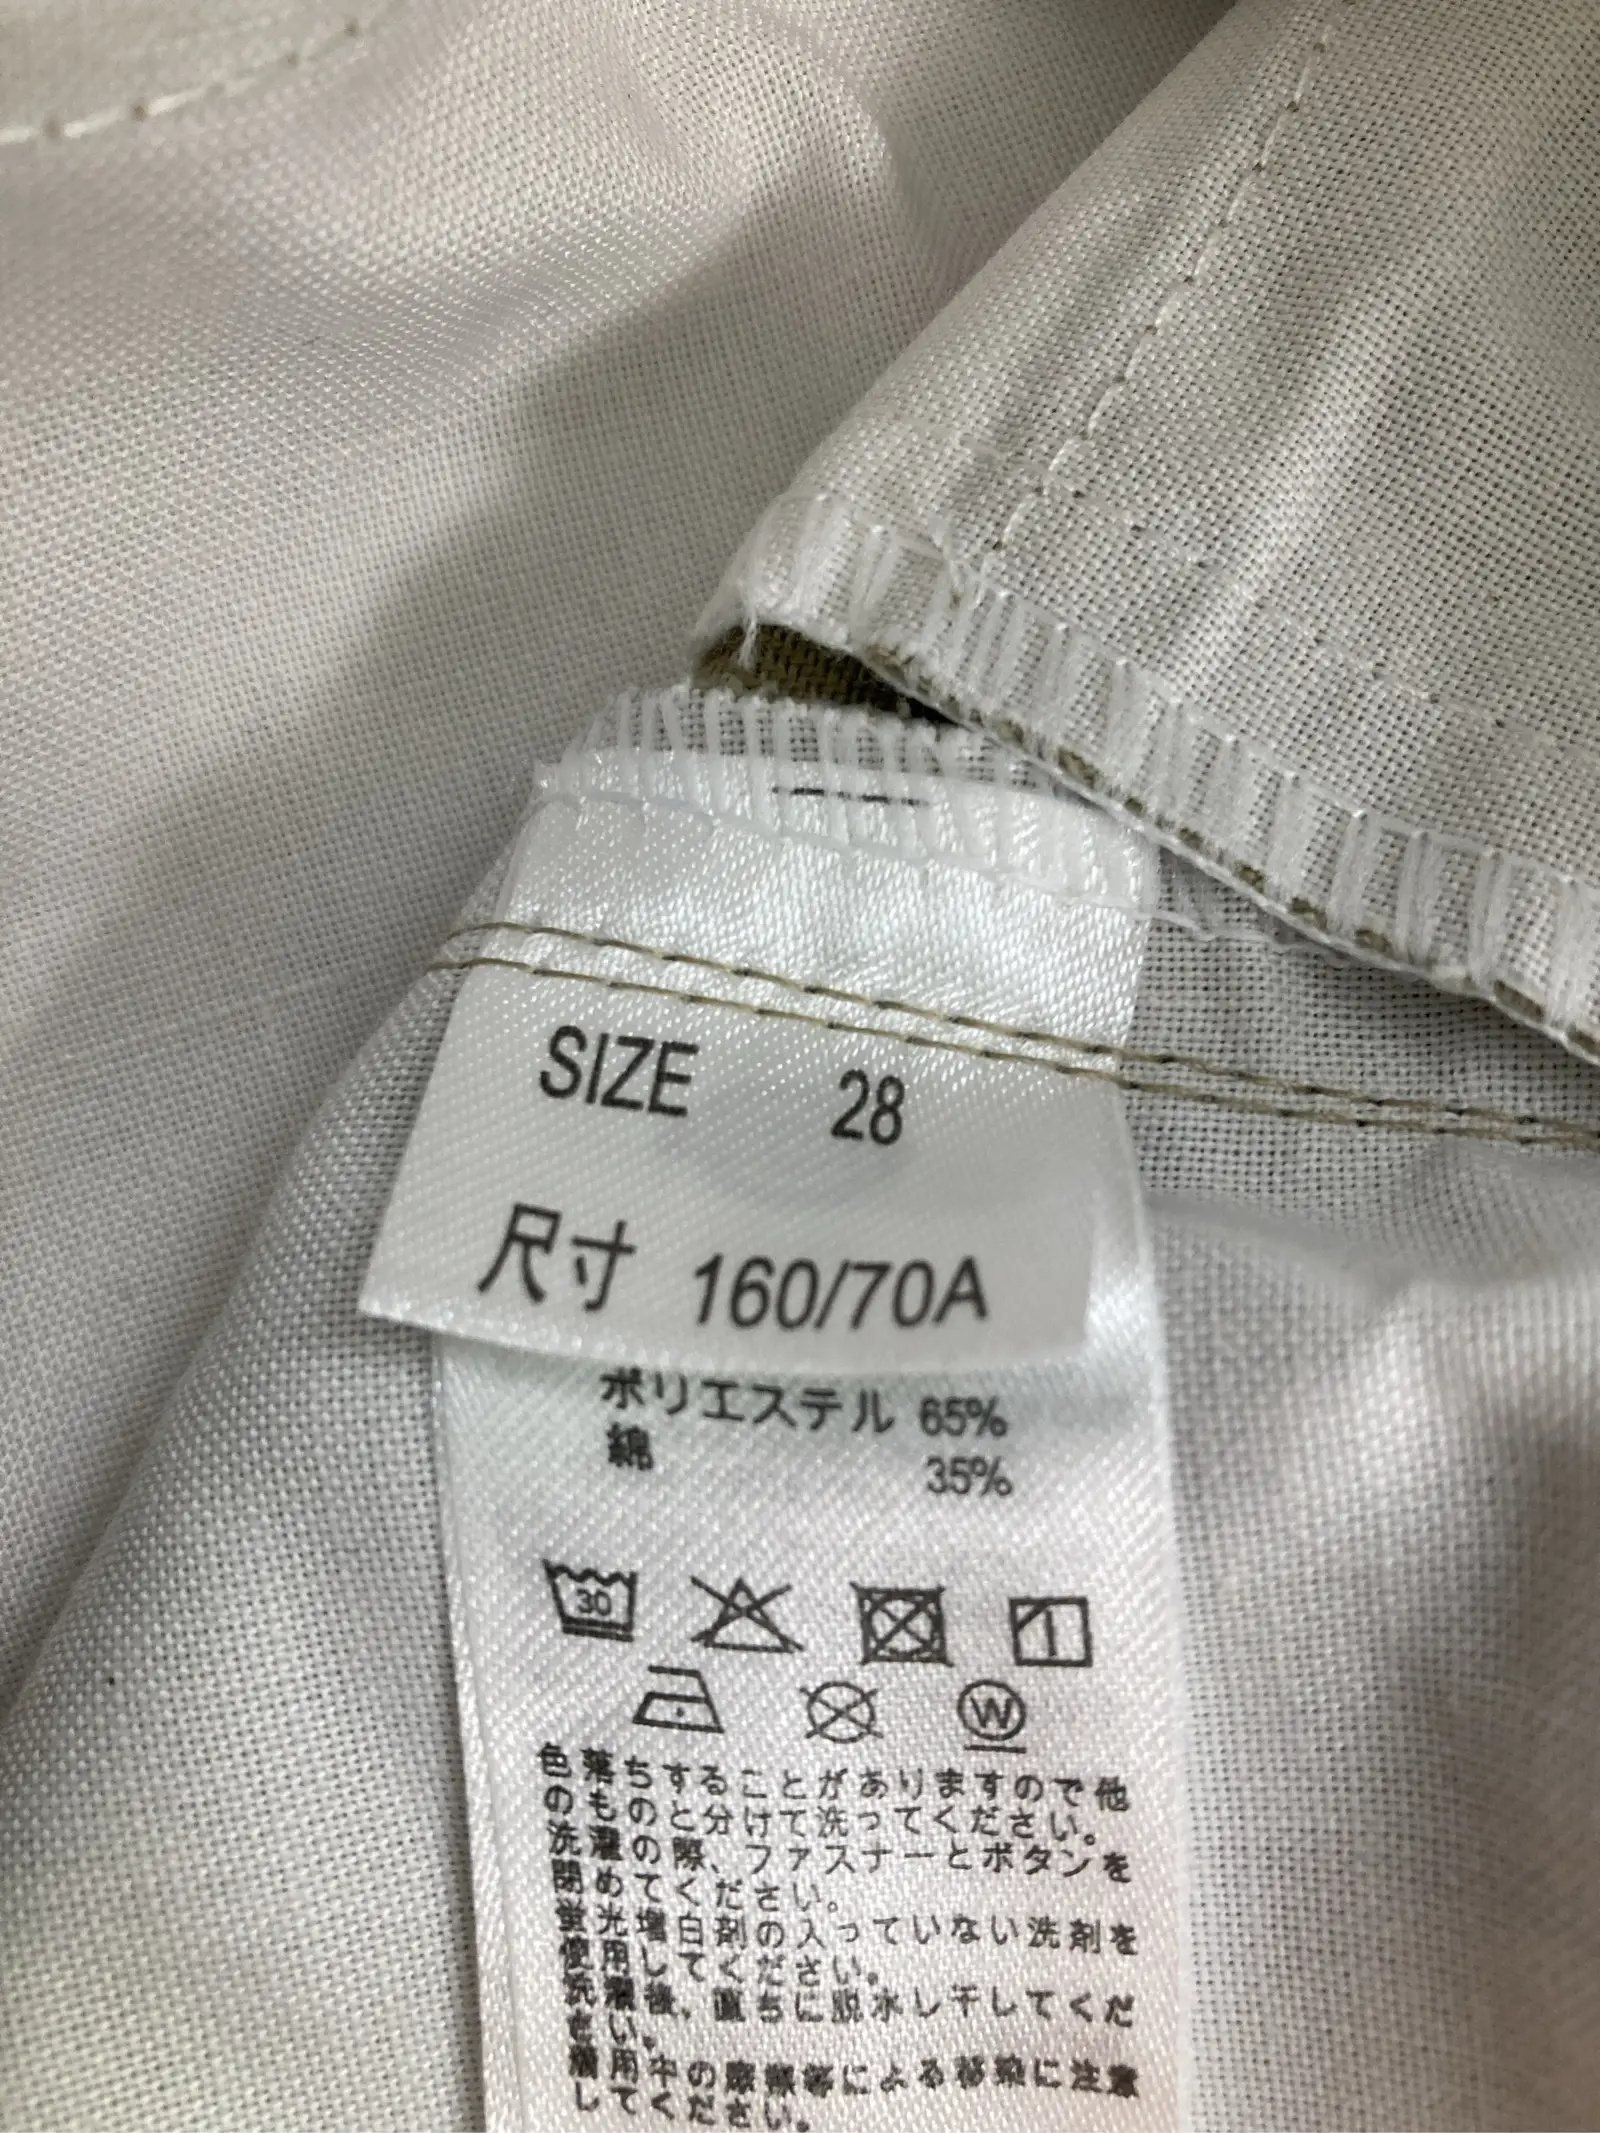 SIZE 28
尺寸 160/70A
ポリエステル 65%
綿 35%
30
W
色落ちすることがありますので他
のものと分けて洗ってください。
洗濯の際、ファスナーとボタンを
閉めてください。
蛍光増白剤の入っていない洗剤を
使用してください。
洗濯後、直ちに脱水し干してくだ
さい。
着用中の摩擦等による移染に注意
してください。